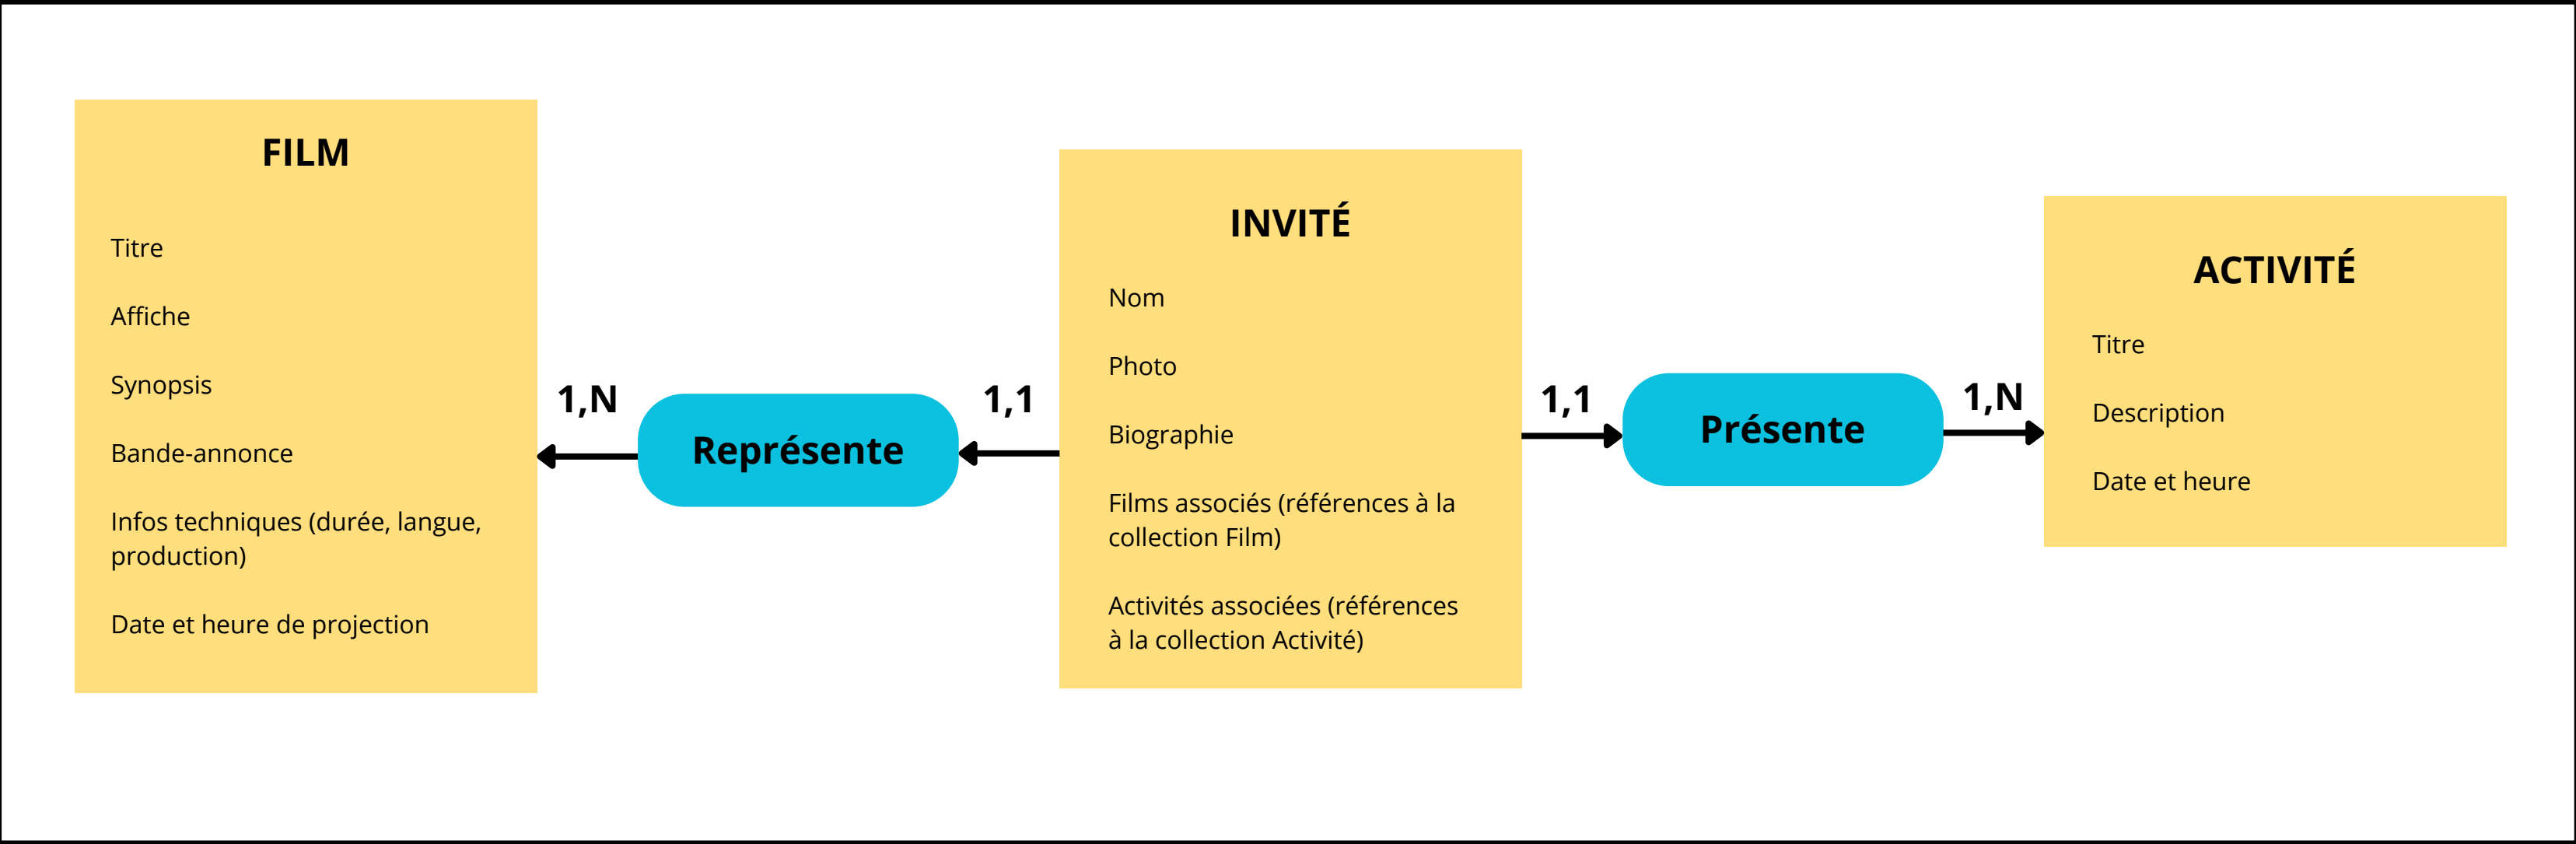 FILM
Titre
Affiche
Synopsis
Bande-annonce
Infos techniques (durée, langue,
production)
Date et heure de projection
1,N
Représente
1,1
INVITÉ
Nom
Photo
Biographie
Films associés (références à la
collection Film)
Activités associées (références
à la collection Activité)
1,1
Présente
1,N
ACTIVITÉ
Titre
Description
Date et heure